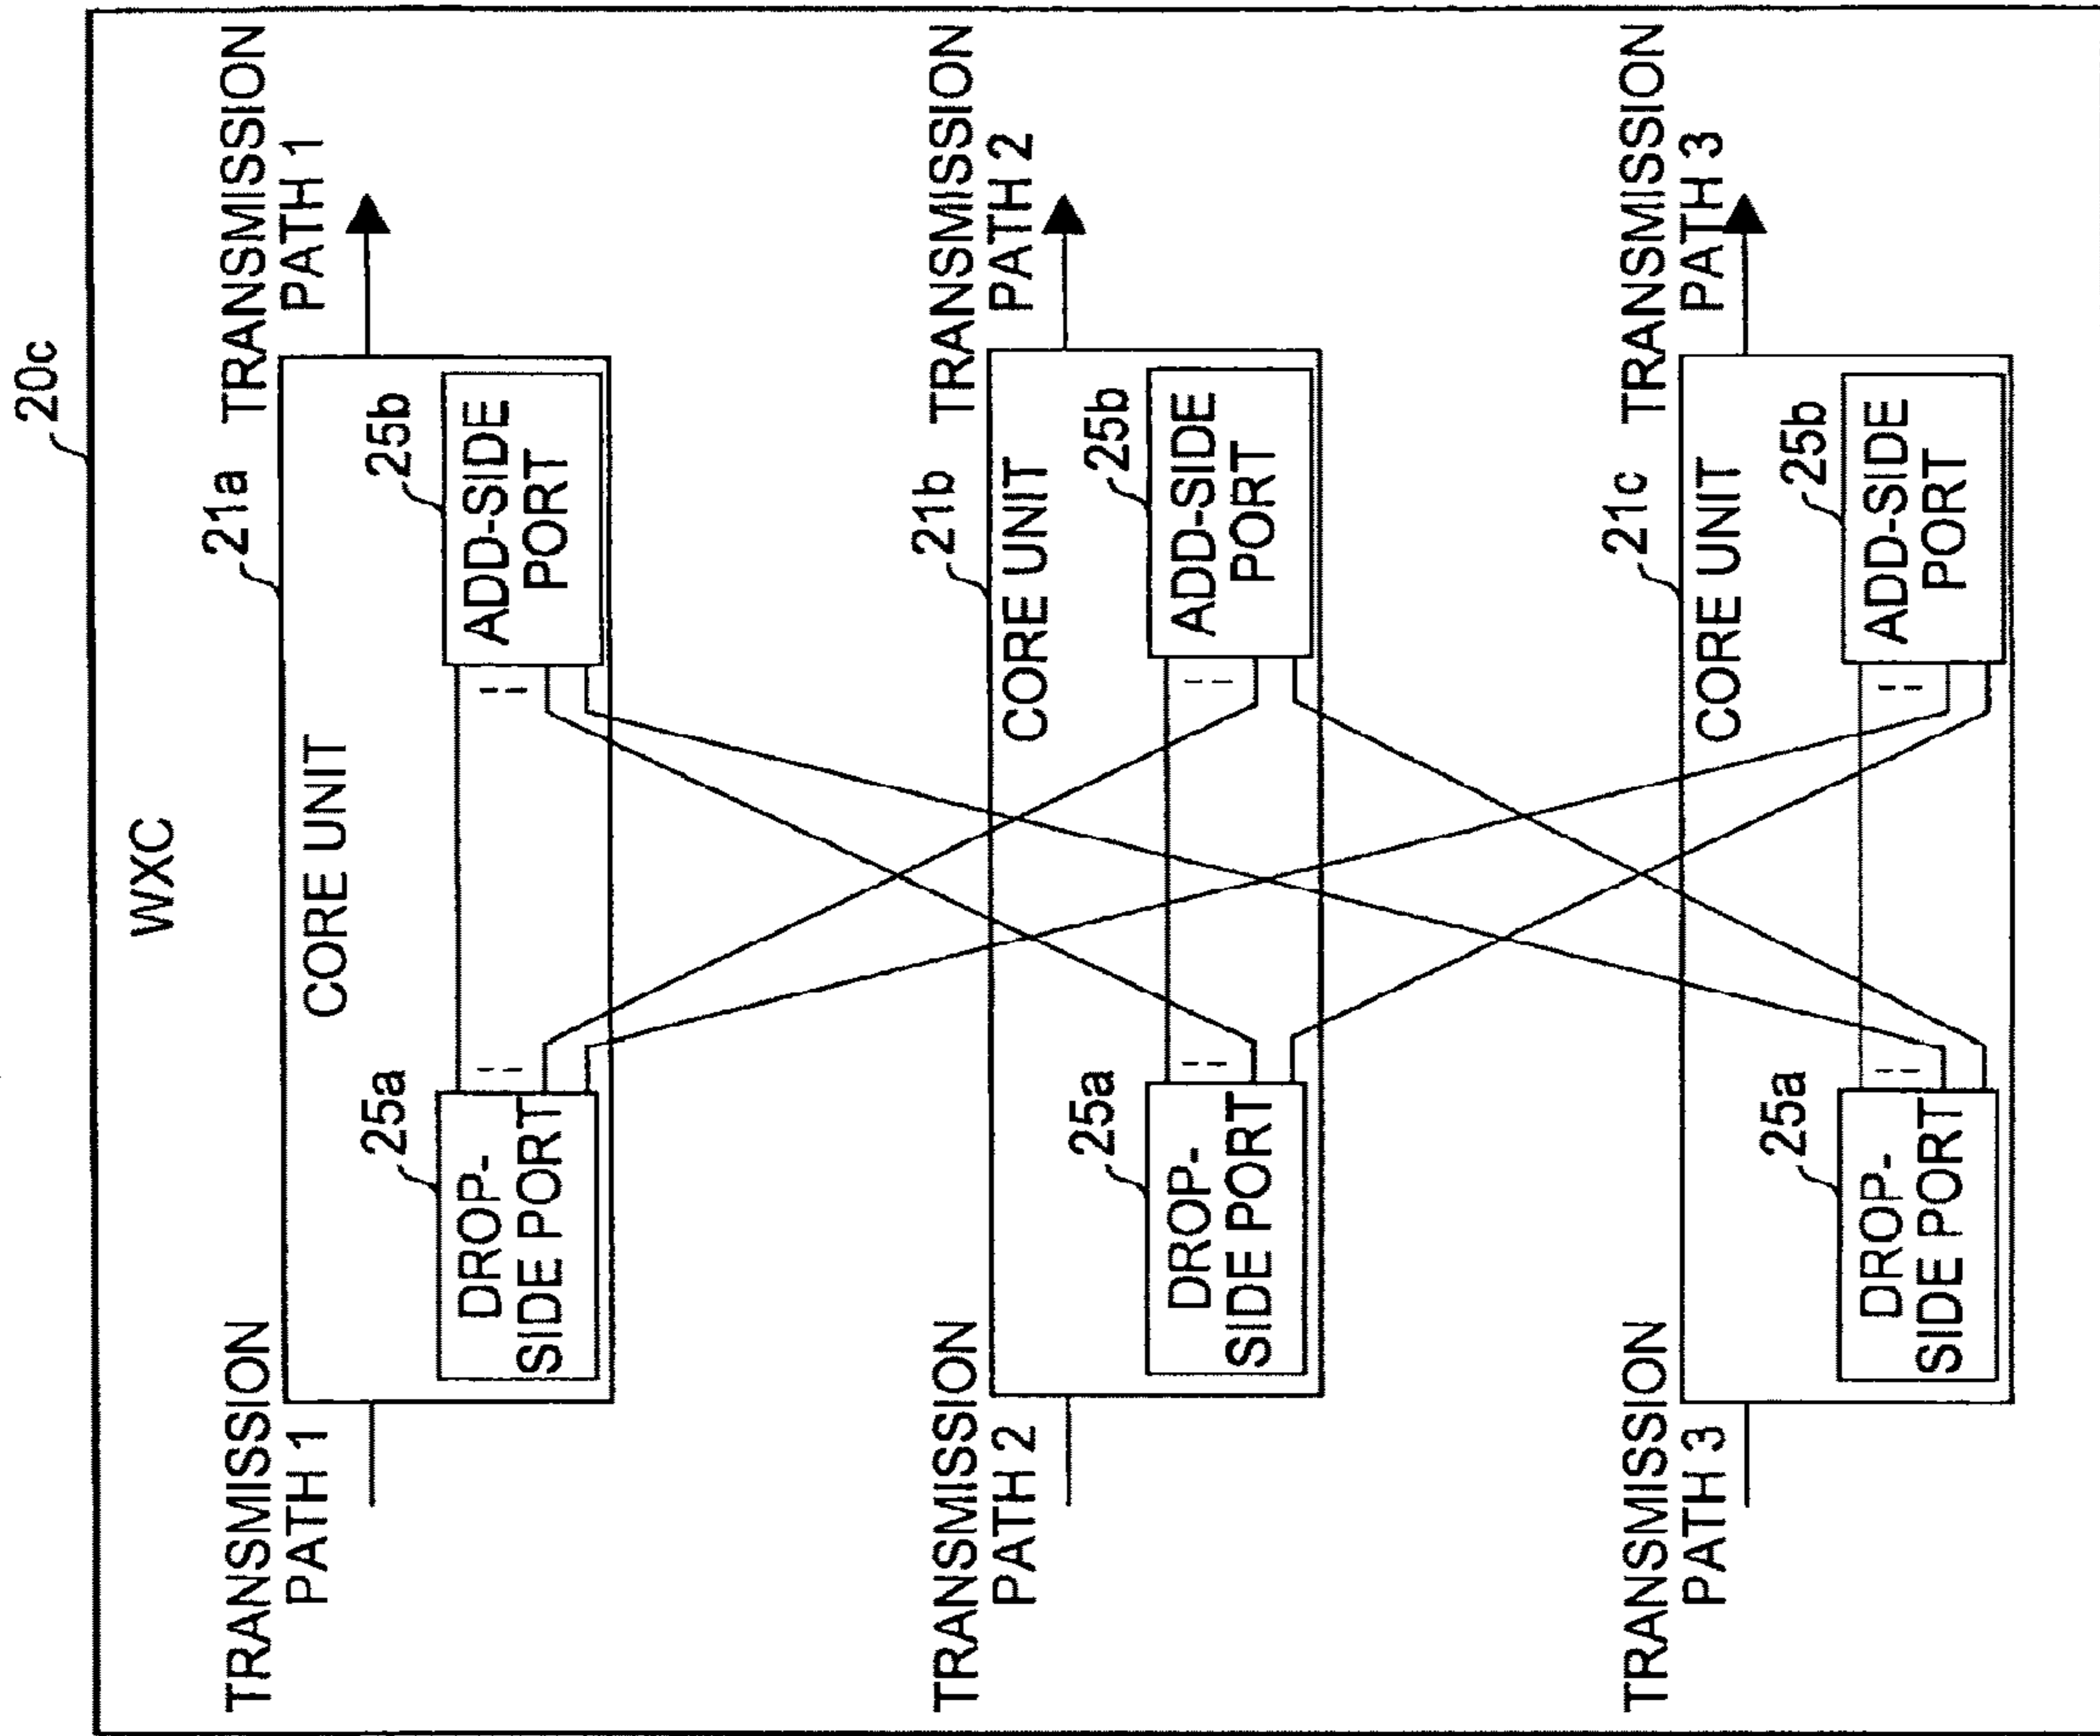 20c
WXC
TRANSMISSION
PATH 1
21a
TRANSMISSION
PATH 1
CORE UNIT
25a
DROP-
SIDE PORT
25b
ADD-SIDE
PORT
TRANSMISSION
PATH 2
21b
TRANSMISSION
PATH 2
CORE UNIT
25a
DROP-
SIDE PORT
25b
ADD-SIDE
PORT
TRANSMISSION
PATH 3
21c
TRANSMISSION
PATH 3
CORE UNIT
25a
DROP-
SIDE PORT
25b
ADD-SIDE
PORT